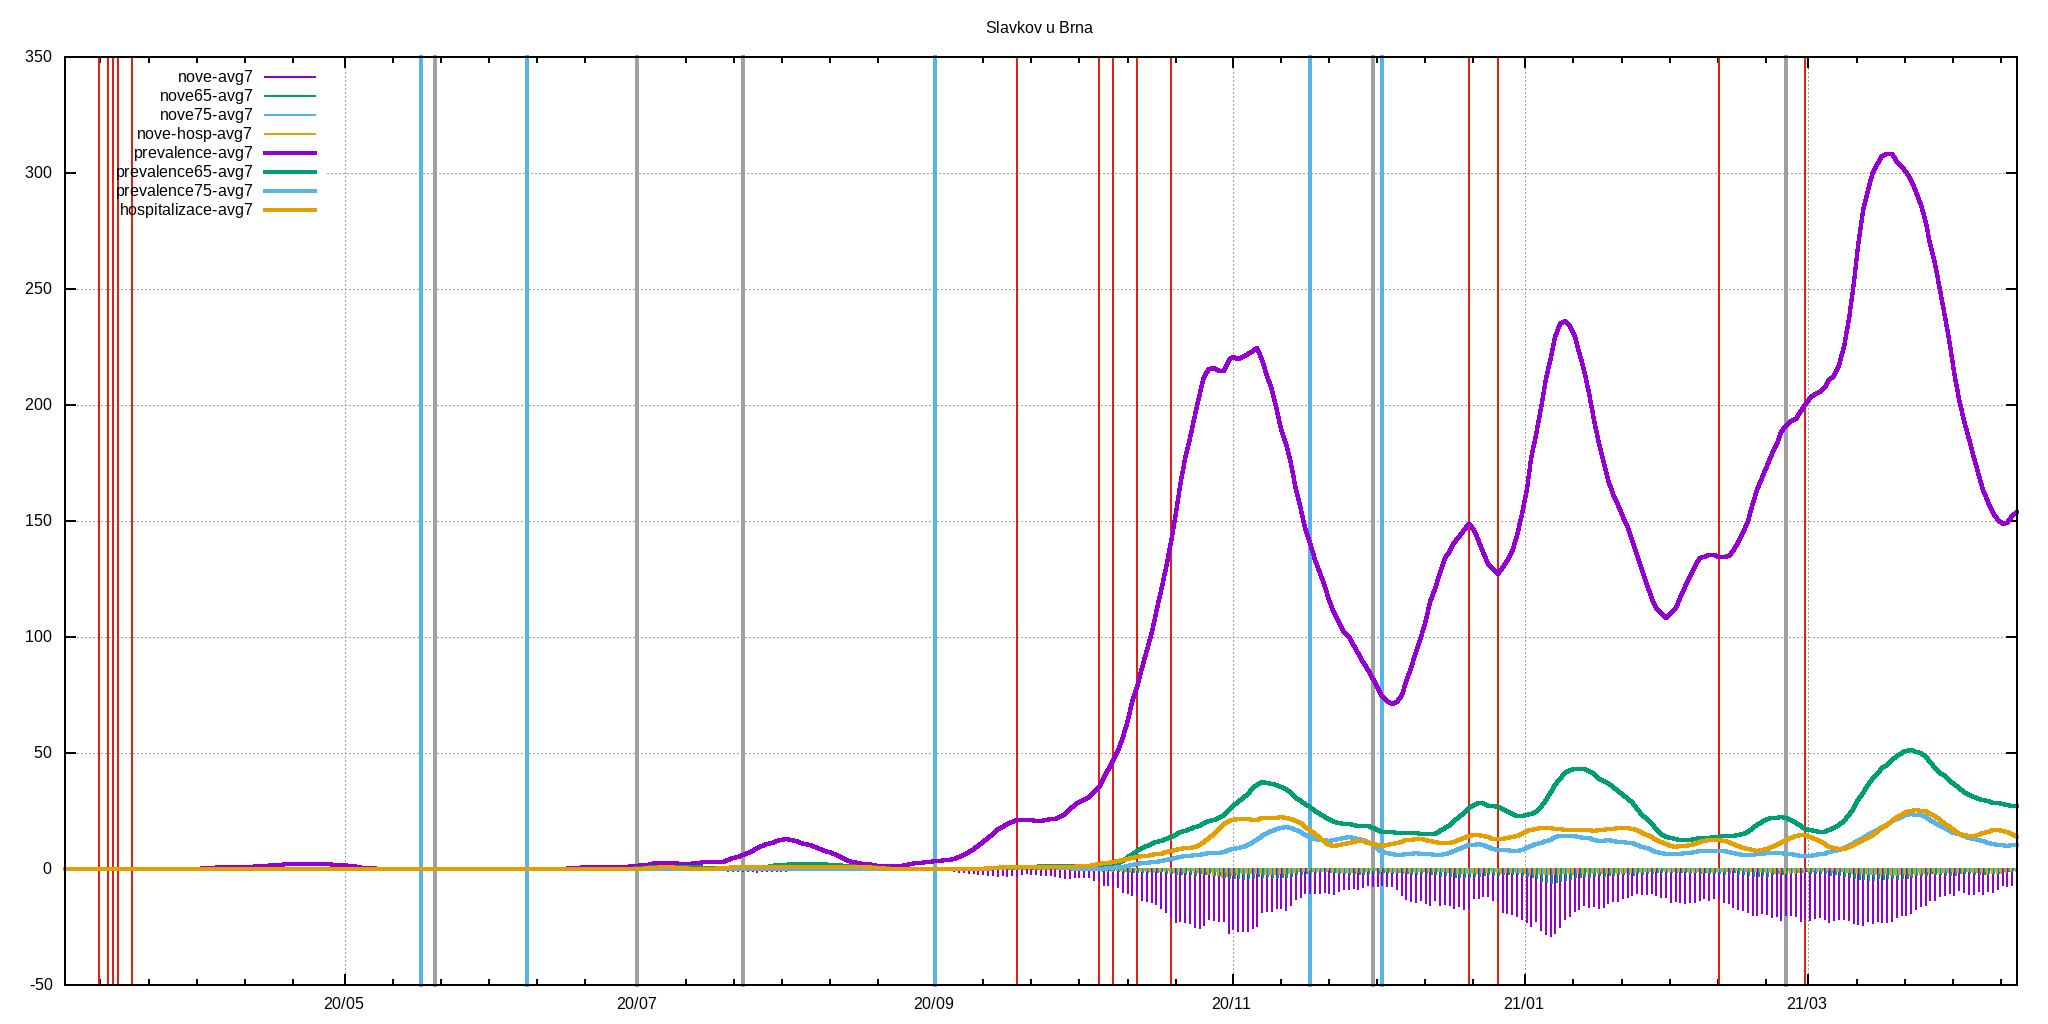 Slavkov u Brna
350
300
250
200
150
100
50
0
-50
nove-avg7
nove65-avg7
nove75-avg7
nove-hosp-avg7
prevalence-avg7
prevalence65-avg7
prevalence75-avg7
hospitalizace-avg7
20/05 20/07 20/09 20/11 21/01 21/03